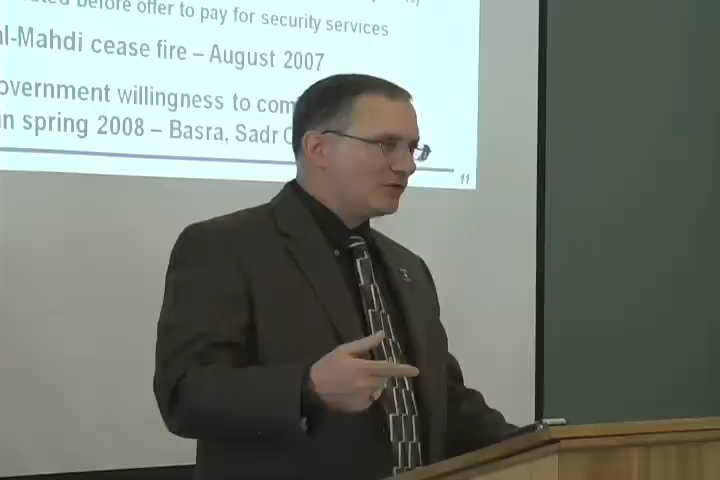 before offer to pay for security services
al-Mahdi cease fire – August 2007
overnment willingness to com
in spring 2008 – Basra, Sadr C
11